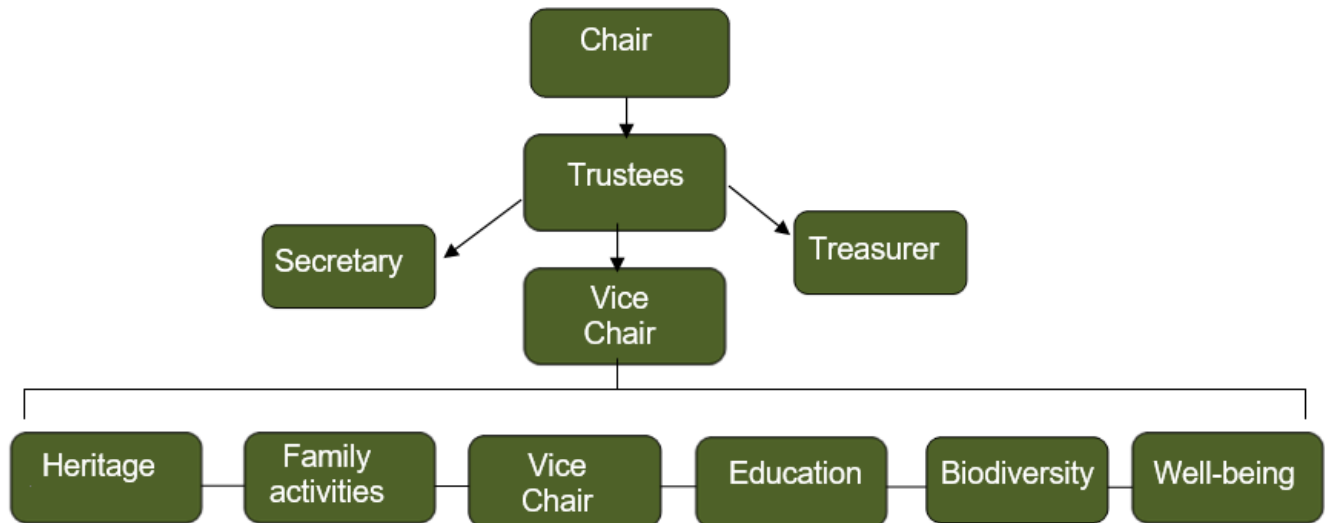 Chair
Trustees
Secretary
Treasurer
Vice
Chair
Heritage
Family
activities
Vice
Chair
Education
Biodiversity
Well-being